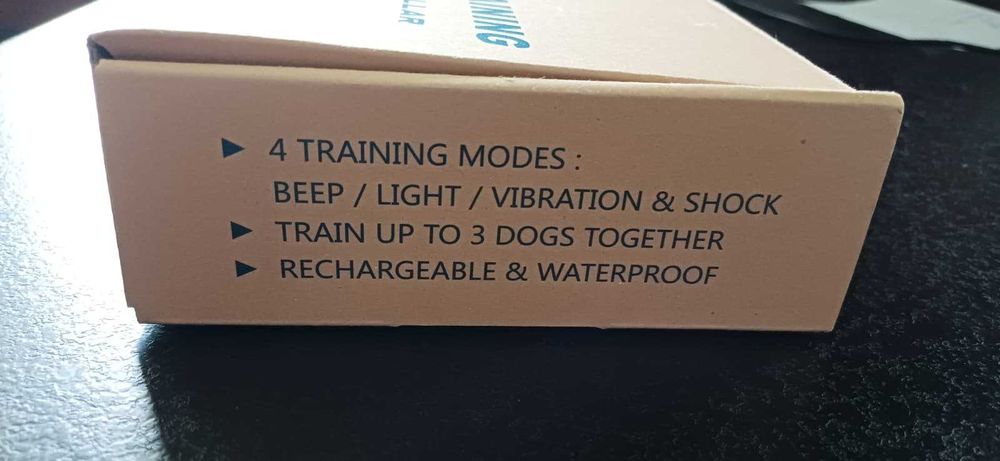 ► 4 TRAINING MODES :
BEEP / LIGHT / VIBRATION & SHOCK
► TRAIN UP TO 3 DOGS TOGETHER
► RECHARGEABLE & WATERPROOF